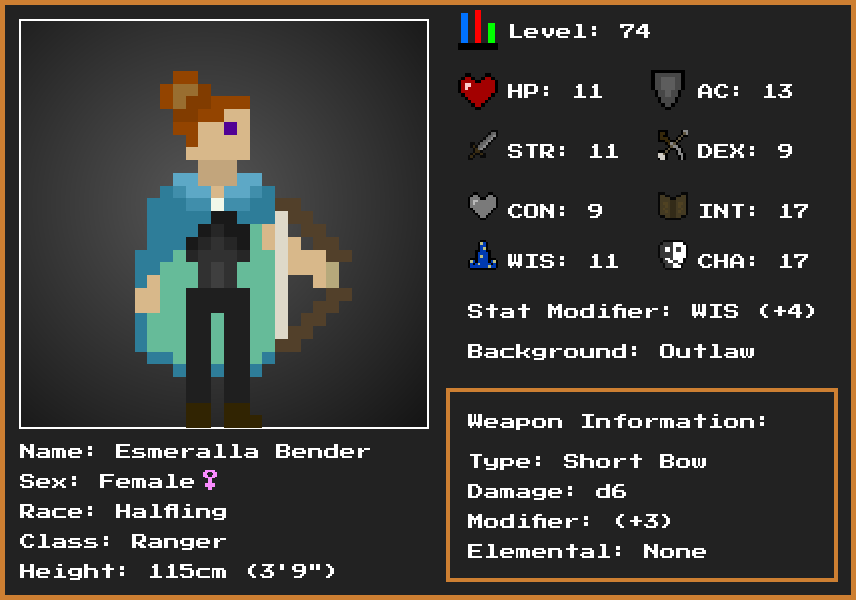 Level: 74
HP: 11 AC: 13
STR: 11 DEX: 9
CON: 9 INT: 17
WIS: 11 CHA: 17
Stat Modifier: WIS (+4)
Background: Outlaw
Name: Esmeralla Bender
Sex: Female♀
Race: Halfling
Class: Ranger
Height: 115cm (3'9")
Weapon Information:
Type: Short Bow
Damage: d6
Modifier: (+3)
Elemental: None